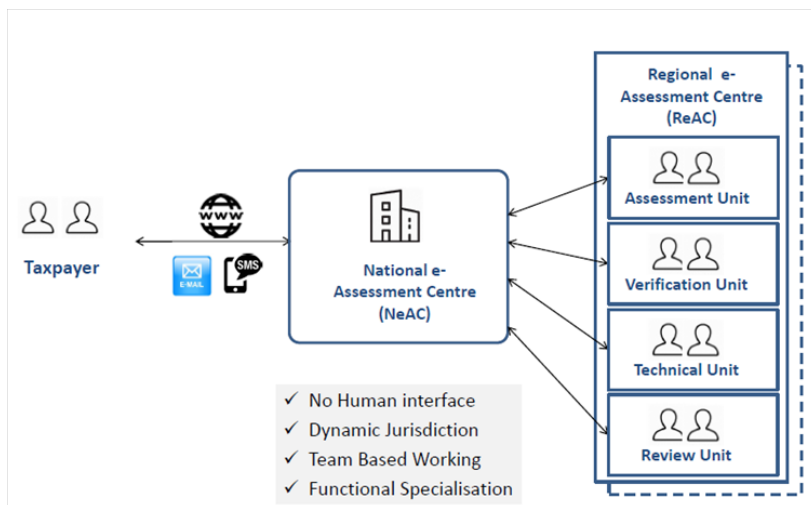 Taxpayer
WWW
E-MAIL
SMS
National e-
Assessment Centre
(NeAC)
Regional e-
Assessment Centre
(ReAC)
Assessment Unit
Verification Unit
Technical Unit
Review Unit
✓ No Human interface
✓ Dynamic Jurisdiction
✓ Team Based Working
✓ Functional Specialisation